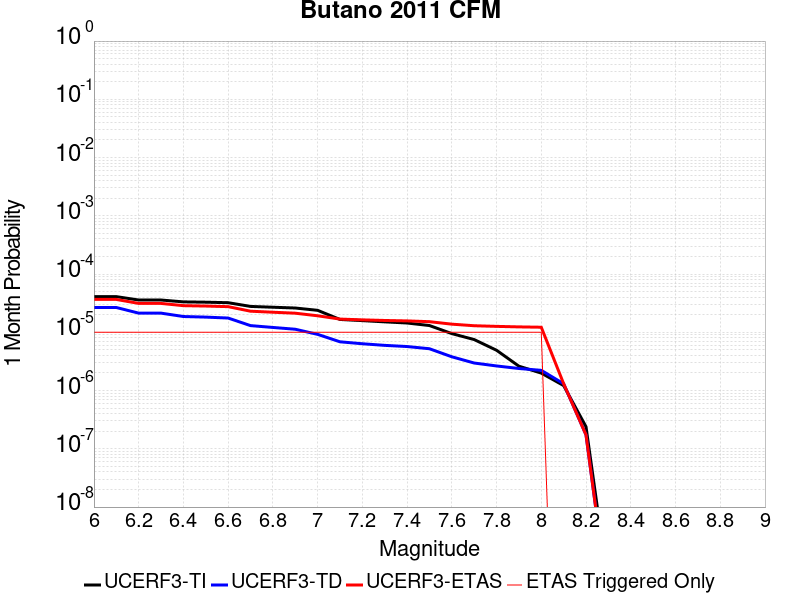 Butano 2011 CFM
10^0
10^-1
10^-2
10^-3
10^-4
10^-5
10^-6
10^-7
10^-8
1 Month Probability
6 6.2 6.4 6.6 6.8 7 7.2 7.4 7.6 7.8 8 8.2 8.4 8.6 8.8 9
Magnitude
UCERF3-TI UCERF3-TD UCERF3-ETAS ETAS Triggered Only